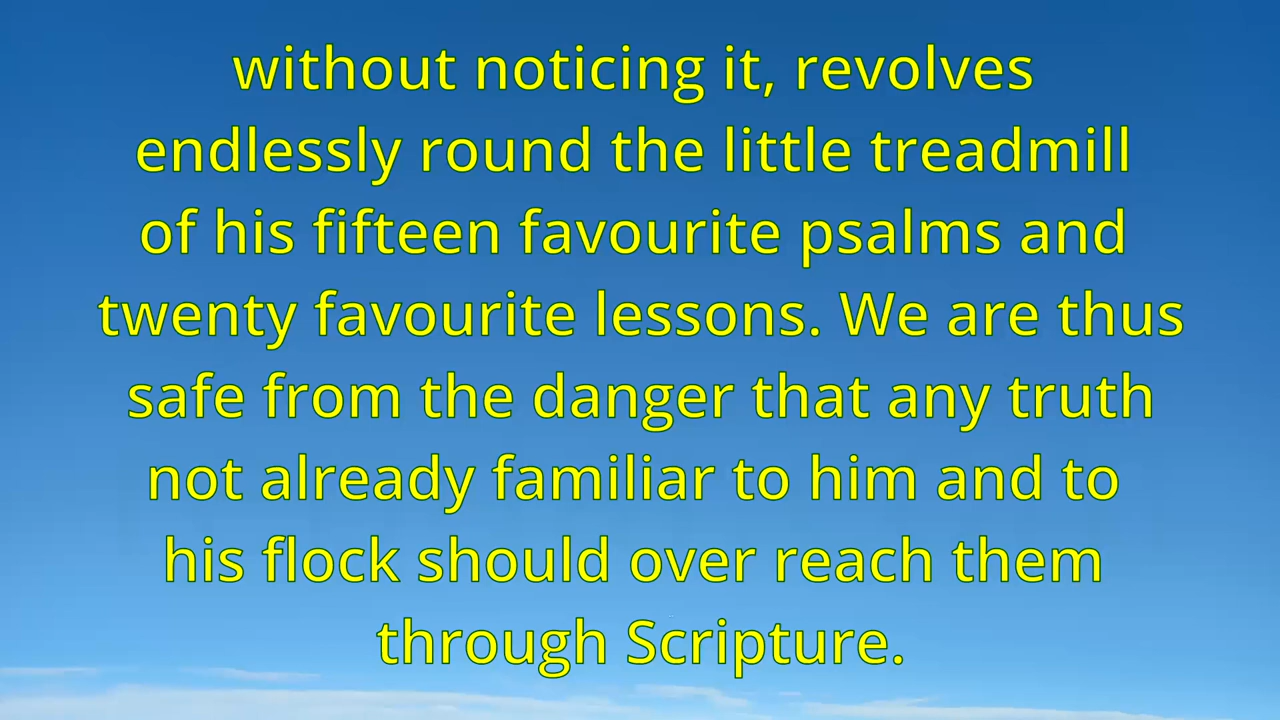 without noticing it, revolves
endlessly round the little treadmill
of his fifteen favourite psalms and
twenty favourite lessons. We are thus
safe from the danger that any truth
not already familiar to him and to
his flock should over reach them
through Scripture.